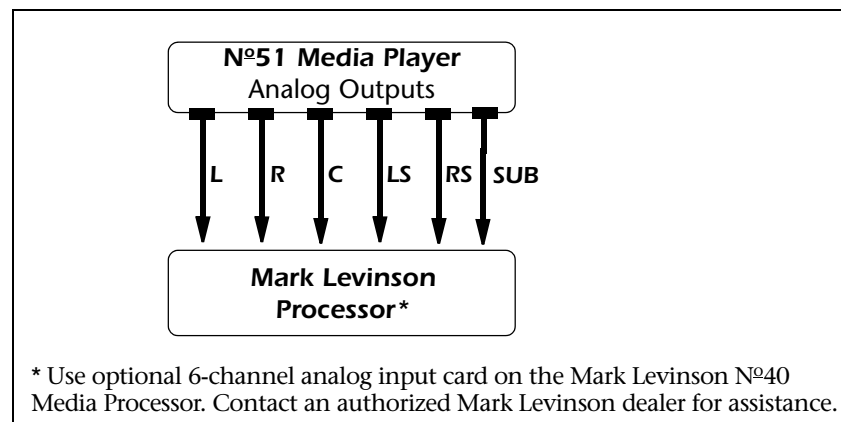 Nº51 Media Player
Analog Outputs
L R C LS RS SUB
Mark Levinson
Processor*
* Use optional 6-channel analog input card on the Mark Levinson Nº40
Media Processor. Contact an authorized Mark Levinson dealer for assistance.